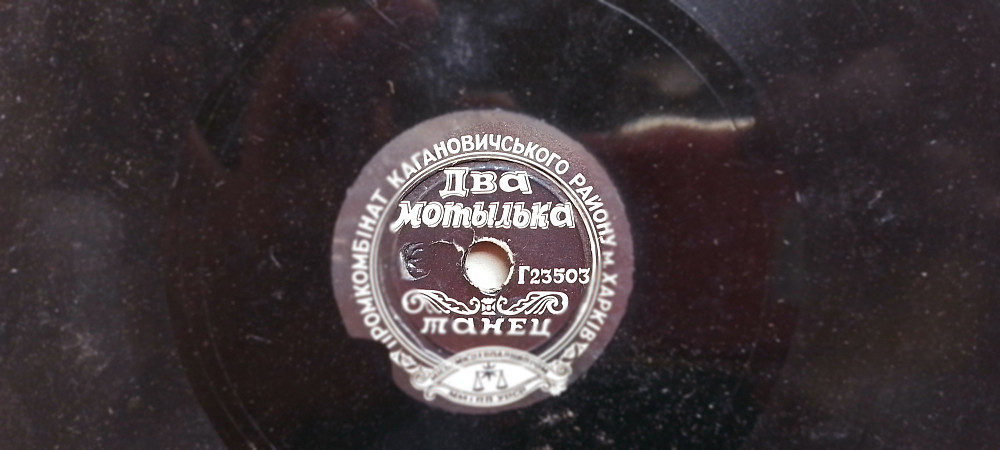 ПРОМКОМБІНАТ КАГАНОВИЧСЬКОГО РАЙОНУ м. ХАРКІВ
Два
мотылька
Г23503
танец